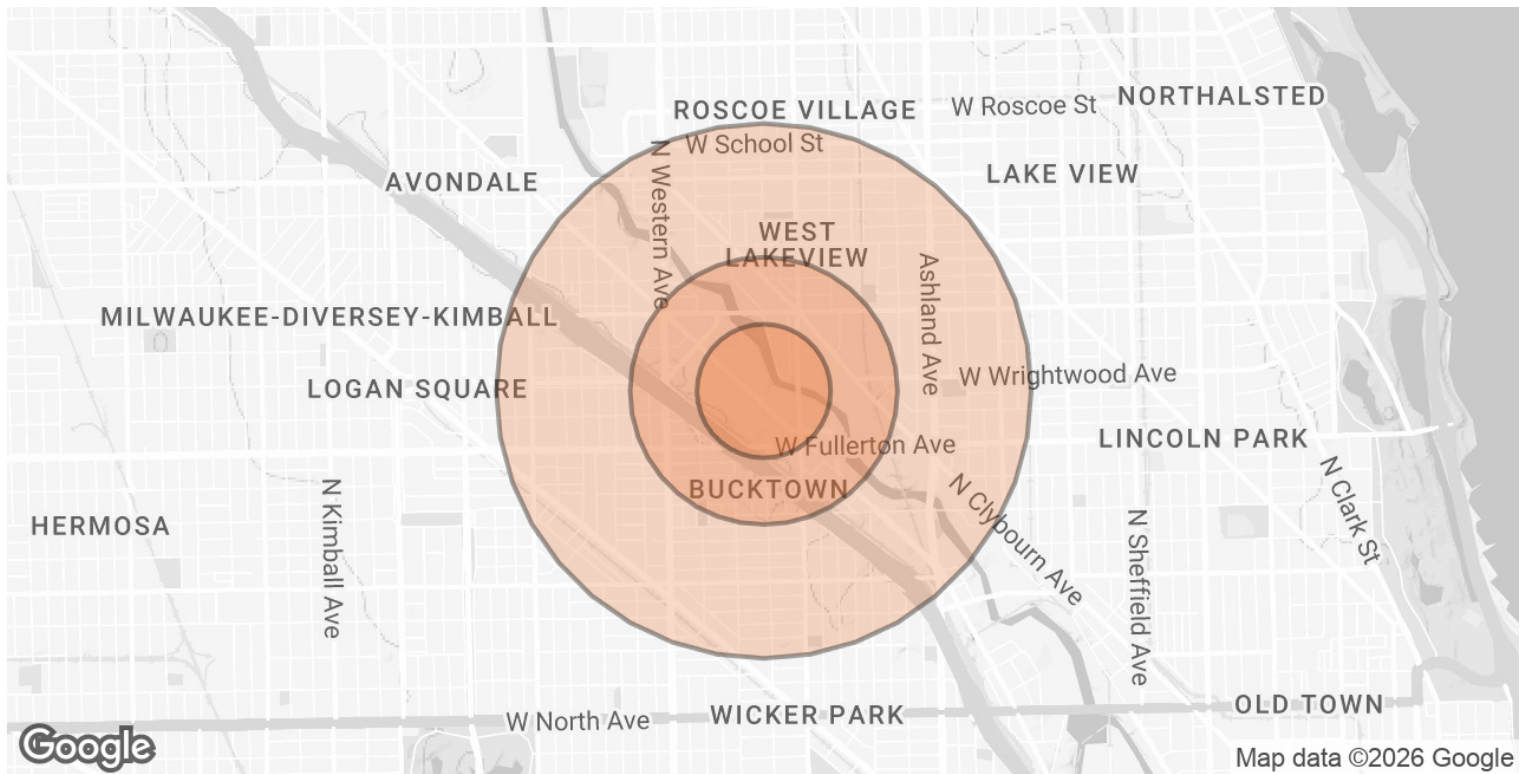 ROSCOE VILLAGE
W Roscoe St
NORTHALSTED
W School St
N Western Ave
AVONDALE
LAKE VIEW
WEST
LAKEVIEW
Ashland Ave
MILWAUKEE-DIVERSEY-KIMBALL
LOGAN SQUARE
W Wrightwood Ave
W Fullerton Ave
LINCOLN PARK
BUCKTOWN
N Clybourn Ave
N Clark St
HERMOSA
N Kimball Ave
N Sheffield Ave
W North Ave
WICKER PARK
OLD TOWN
Google
Map data ©2026 Google